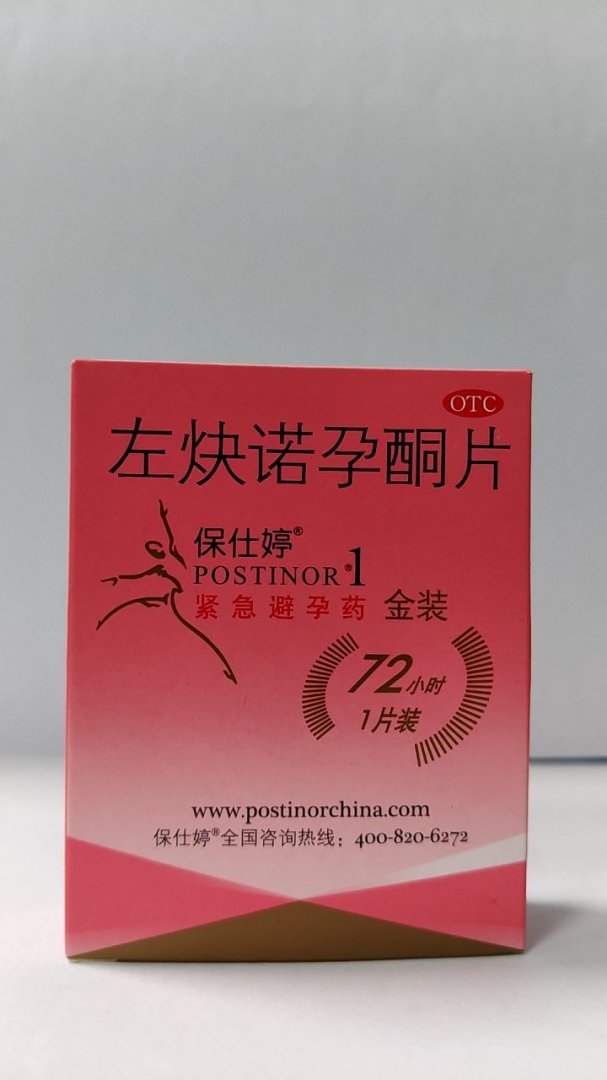 OTC
左炔诺孕酮片
保仕婷®
POSTINOR®1
紧急避孕药 金装
72小时
1片装
www.postinorchina.com
保仕婷®全国咨询热线：400-820-6272